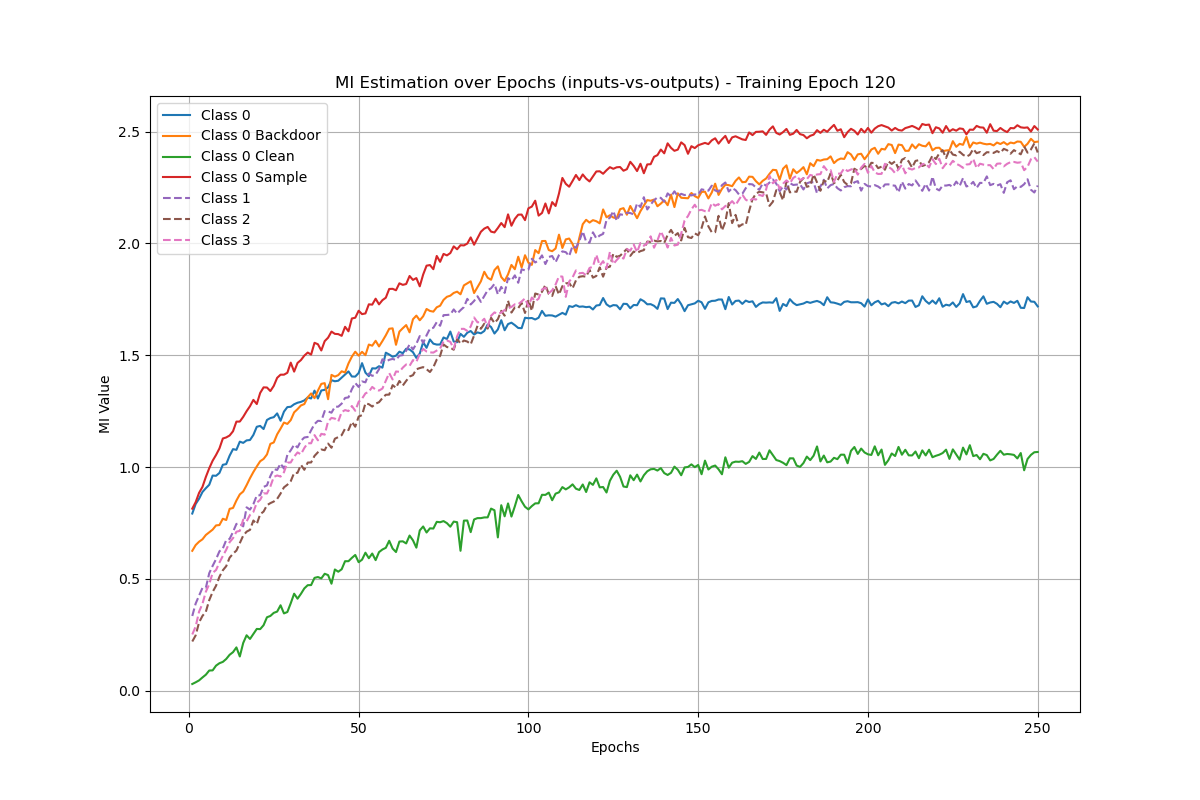 MI Estimation over Epochs (inputs-vs-outputs) - Training Epoch 120
Class 0
Class 0 Backdoor
Class 0 Clean
Class 0 Sample
Class 1
Class 2
Class 3
2.5
2.0
1.5
1.0
0.5
0.0
MI Value
0 50 100 150 200 250
Epochs